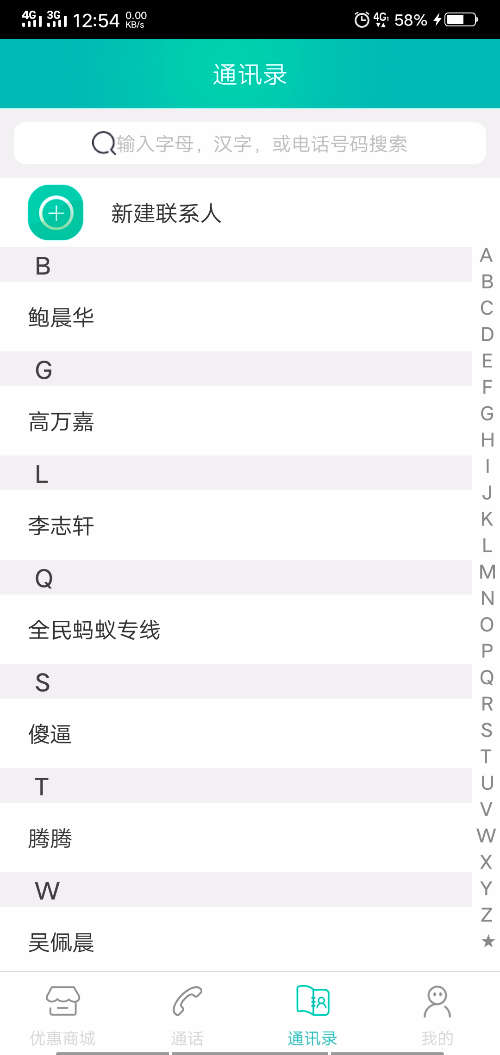 4G 3G 12:54 0.00 KB/s 4G 58%
通讯录
输入字母，汉字，或电话号码搜索
新建联系人
B
鲍晨华
G
高万嘉
L
李志轩
Q
全民蚂蚁专线
S
傻逼
T
腾腾
W
吴佩晨
A
B
C
D
E
F
G
H
I
J
K
L
M
N
O
P
Q
R
S
T
U
V
W
X
Y
Z
★
优惠商城 通话 通讯录 我的